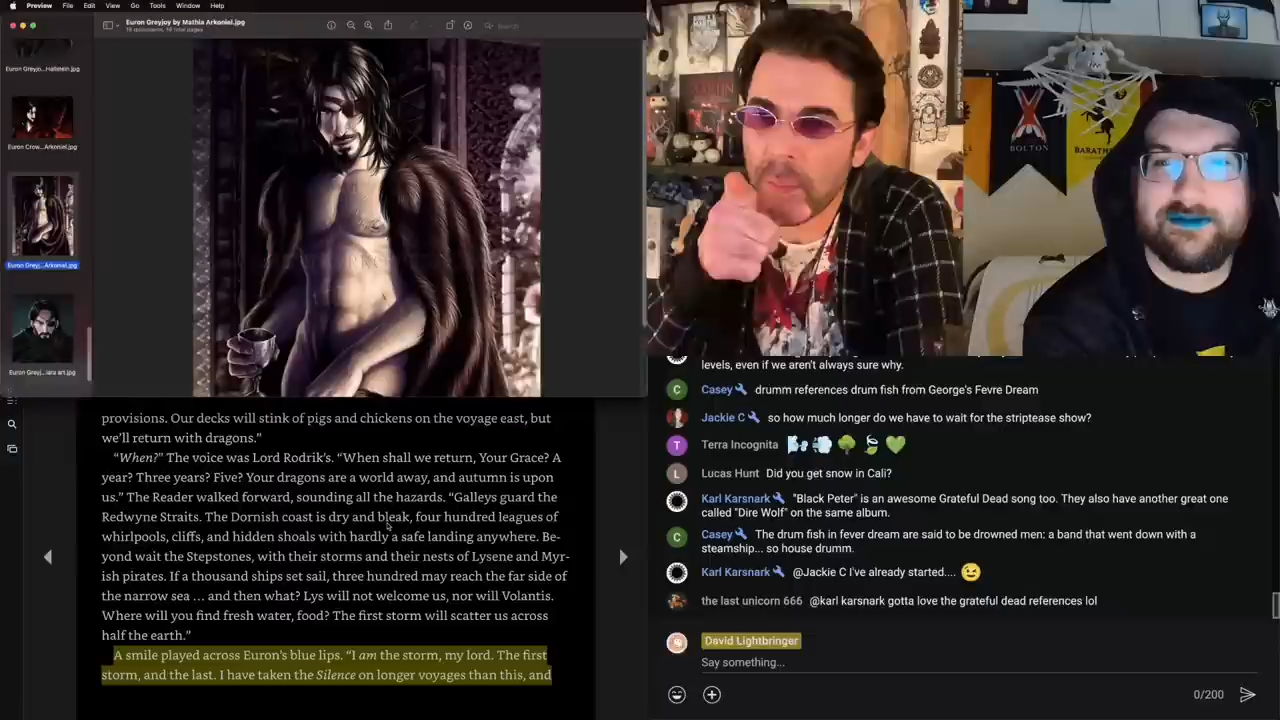 Preview File Edit View Go Tools Window Help
Euron Greyjoy by Mathia Arkoniel.jpg
Search
Euron Greyjo...Hallstein.jpg
Euron Crow...Arkoniel.jpg
Euron Greyj...Arkoniel.jpg
Euron Greyj...iara art.jpg
BOLTON
BARATHE
provisions. Our decks will stink of pigs and chickens on the voyage east, but
we’ll return with dragons.”
“When?” The voice was Lord Rodrik’s. “When shall we return, Your Grace? A
year? Three years? Five? Your dragons are a world away, and autumn is upon
us.” The Reader walked forward, sounding all the hazards. “Galleys guard the
Redwyne Straits. The Dornish coast is dry and bleak, four hundred leagues of
whirlpools, cliffs, and hidden shoals with hardly a safe landing anywhere. Be-
yond wait the Stepstones, with their storms and their nests of Lysene and Myr-
ish pirates. If a thousand ships set sail, three hundred may reach the far side of
the narrow sea ... and then what? Lys will not welcome us, nor will Volantis.
Where will you find fresh water, food? The first storm will scatter us across
half the earth.”
A smile played across Euron’s blue lips. “I am the storm, my lord. The first
storm, and the last. I have taken the Silence on longer voyages than this, and
levels, even if we aren't always sure why.
C Casey drumm references drum fish from George's Fevre Dream
Jackie C so how much longer do we have to wait for the striptease show?
T Terra Incognita 🌬️💨🌳🍃💚
L Lucas Hunt Did you get snow in Cali?
Karl Karsnark "Black Peter" is an awesome Grateful Dead song too. They also have another great one
called "Dire Wolf" on the same album.
C Casey The drum fish in fever dream are said to be drowned men: a band that went down with a
steamship... so house drumm.
Karl Karsnark @Jackie C I've already started.... 😉
the last unicorn 666 @karl karsnark gotta love the grateful dead references lol
David Lightbringer
Say something...
0/200